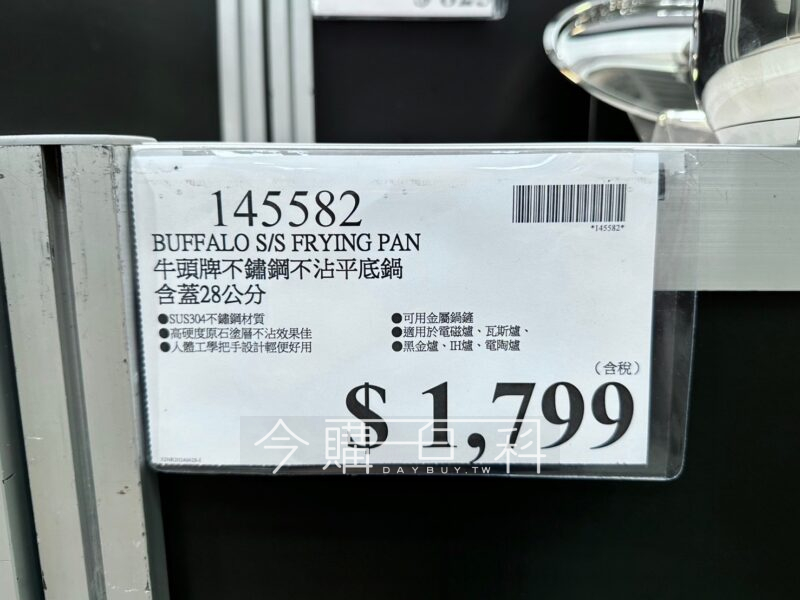 145582
*145582*
BUFFALO S/S FRYING PAN
牛頭牌不鏽鋼不沾平底鍋
含蓋28公分
●SUS304不鏽鋼材質
●高硬度原石塗層不沾效果佳
●人體工學把手設計輕便好用
●可用金屬鍋鏟
●適用於電磁爐、瓦斯爐、
●黑金爐、IH爐、電陶爐
(含稅)
$ 1,799
今購百科
DAYBUY.TW